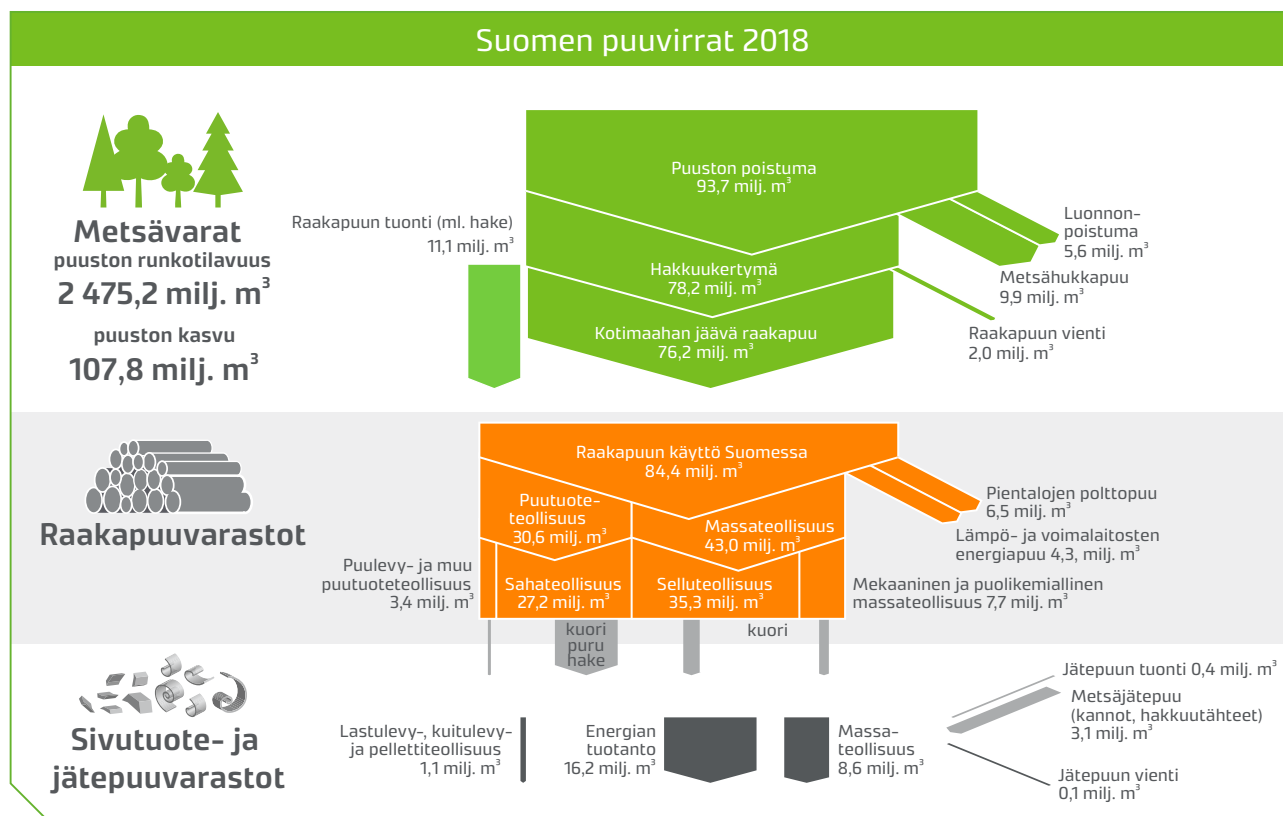 Suomen puuvirrat 2018
Metsävarat
puuston runkotilavuus
2 475,2 milj. m³
puuston kasvu
107,8 milj. m³
Puuston poistuma
93,7 milj. m³
Raakapuun tuonti (ml. hake)
11,1 milj. m³
Luonnon-
poistuma
5,6 milj. m³
Hakkuukertymä
78,2 milj. m³
Metsähukkapuu
9,9 milj. m³
Kotimaahan jäävä raakapuu
76,2 milj. m³
Raakapuun vienti
2,0 milj. m³
Raakapuuvarastot
Raakapuun käyttö Suomessa
84,4 milj. m³
Puutuote-
teollisuus
30,6 milj. m³
Massateollisuus
43,0 milj. m³
Pientalojen polttopuu
6,5 milj. m³
Lämpö- ja voimalaitosten
energiapuu 4,3, milj. m³
Puulevy- ja muu
puutuoteteollisuus
3,4 milj. m³
Sahateollisuus
27,2 milj. m³
Selluteollisuus
35,3 milj. m³
Mekaaninen ja puolikemiallinen
massateollisuus 7,7 milj. m³
kuori
puru
hake
kuori
Sivutuote- ja
jätepuuvarastot
Lastulevy-, kuitulevy-
ja pellettiteollisuus
1,1 milj. m³
Energian
tuotanto
16,2 milj. m³
Massa-
teollisuus
8,6 milj. m³
Jätepuun tuonti 0,4 milj. m³
Metsäjätepuu
(kannot, hakkuutähteet)
3,1 milj. m³
Jätepuun vienti
0,1 milj. m³